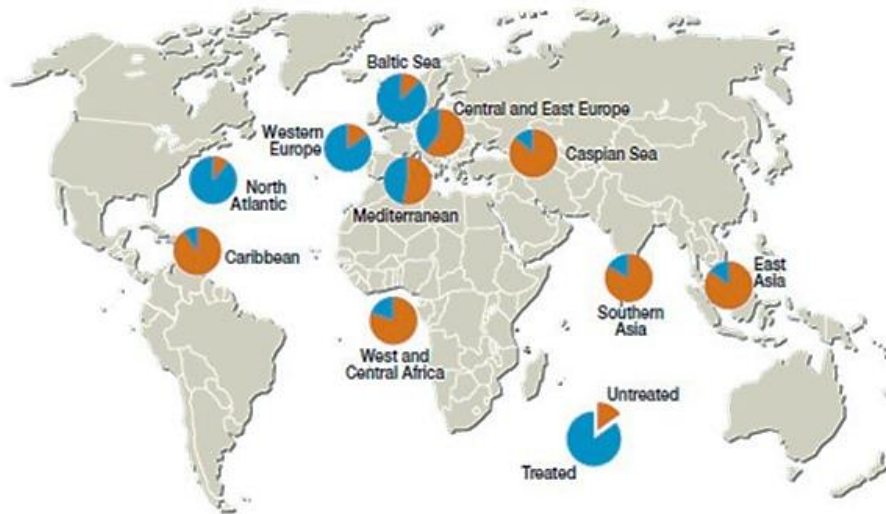 Baltic Sea
Central and East Europe
Western
Europe
Caspian Sea
North
Atlantic
Mediterranean
Caribbean
East
Asia
Southern
Asia
West and
Central Africa
Untreated
Treated